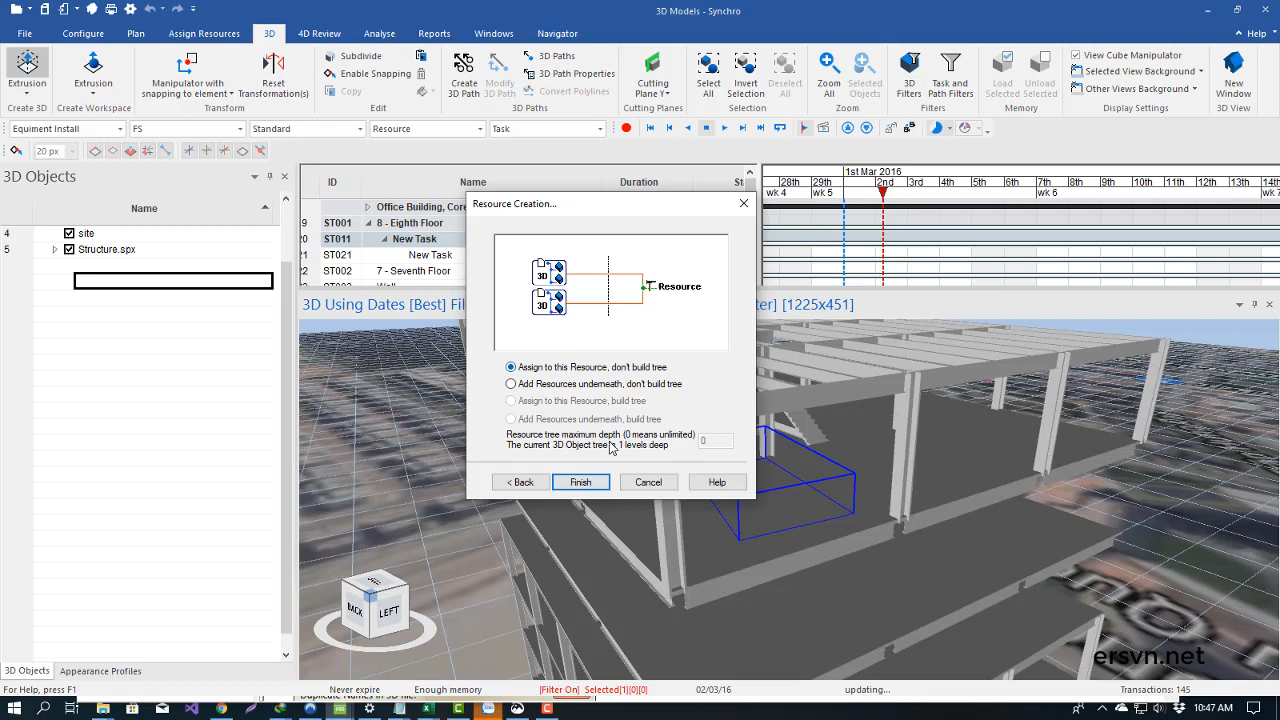 3D Models - Synchro
File
Configure
Plan
Assign Resources
3D
4D Review
Analyse
Reports
Windows
Navigator
Help
Extrusion
Extrusion
Manipulator with
snapping to element
Reset
Transformation(s)
Subdivide
Enable Snapping
Copy
Create
3D Path
Modify
3D Path
3D Paths
3D Path Properties
Convert Polylines
Cutting
Plane Y
Select
All
Invert
Selection
Deselect
All
Zoom
All
Selected
Objects
3D
Filters
Task and
Path Filters
Load
Selected
Unload
Selected
View Cube Manipulator
Selected View Background
Other Views Background
New
Window
Create 3D
Create Workspace
Transform
Edit
3D Paths
Cutting Planes
Selection
Zoom
Filters
Memory
Display Settings
3D View
Equiment Install
FS
Standard
Resource
Task
20 px
3D Objects
Name
4 site
5 Structure.spx
ID
Name
Duration
9 ST001 8 - Eighth Floor
ST011 New Task
ST021 New Task
ST002 7 - Seventh Floor
1st Mar 2016
28th 29th 2nd 3rd 4th 5th 6th 7th 8th 9th 10th 11th 12th 13th
wk 4 wk 5 wk 6
3D Using Dates [Best] Fil
ter] [1225x451]
Resource Creation...
3D
3D
Resource
Assign to this Resource, don't build tree
Add Resources underneath, don't build tree
Assign to this Resource, build tree
Add Resources underneath, build tree
Resource tree maximum depth (0 means unlimited) 0
The current 3D Object tree is 1 levels deep
< Back
Finish
Cancel
Help
BACK
LEFT
ersvn.net
3D Objects
Appearance Profiles
For Help, press F1
Never expire
Enough memory
[Filter On] Selected[1][0][0]
02/03/16
updating...
Transactions: 145
10:47 AM